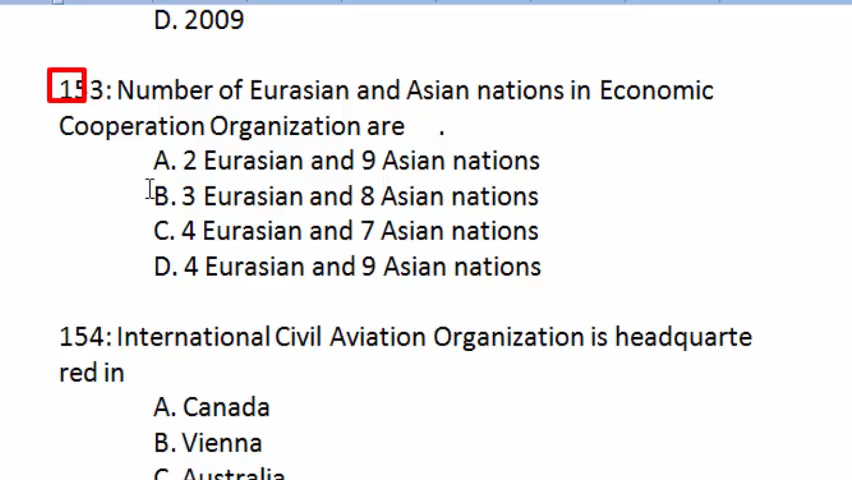 D. 2009
153: Number of Eurasian and Asian nations in Economic
Cooperation Organization are .
A. 2 Eurasian and 9 Asian nations
B. 3 Eurasian and 8 Asian nations
C. 4 Eurasian and 7 Asian nations
D. 4 Eurasian and 9 Asian nations
154: International Civil Aviation Organization is headquarte
red in
A. Canada
B. Vienna
C. Australia